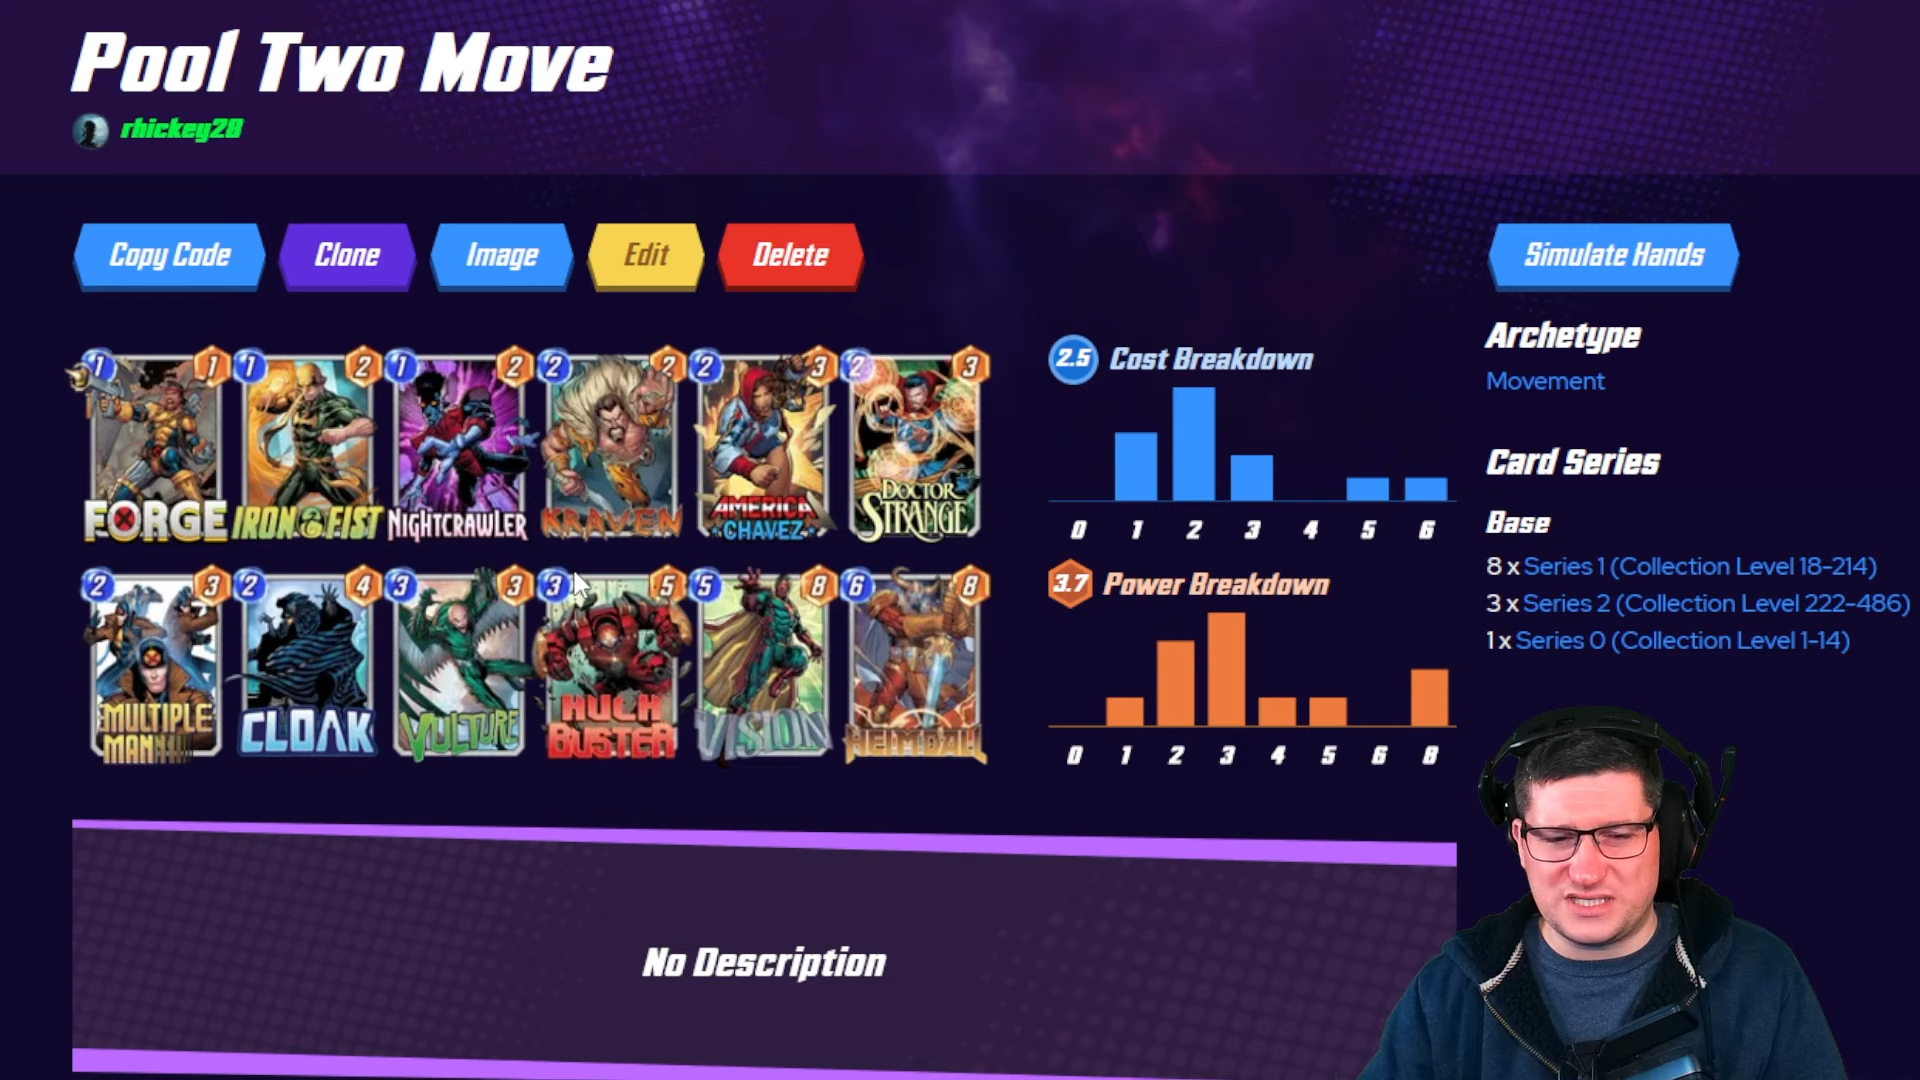 Pool Two Move
rhickey28
Copy Code
Clone
Image
Edit
Delete
Simulate Hands
1 1 1 2 1 2 2 2 2 3 2 3
FORGE IRON FIST NIGHTCRAWLER KRAVEN AMERICA CHAVEZ DOCTOR STRANGE
2 3 2 4 3 3 3 5 5 8 6 8
MULTIPLE MAN CLOAK VULTURE HULK BUSTER VISION HEIMDALL
2.5 Cost Breakdown
0 1 2 3 4 5 6
3.7 Power Breakdown
0 1 2 3 4 5 6 8
Archetype
Movement
Card Series
Base
8 x Series 1 (Collection Level 18-214)
3 x Series 2 (Collection Level 222-486)
1 x Series 0 (Collection Level 1-14)
No Description